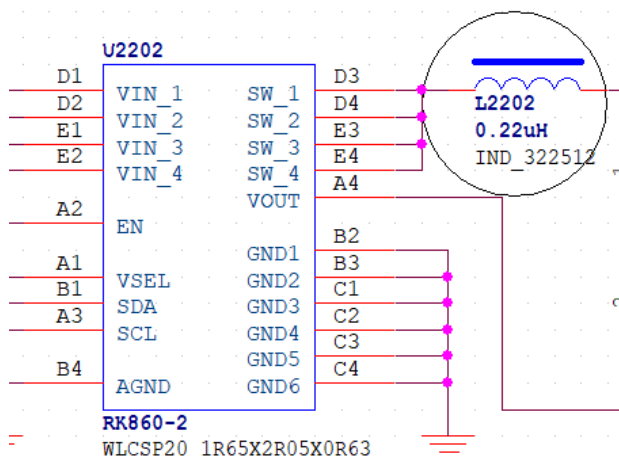 U2202
D1 VIN_1 SW_1 D3
D2 VIN_2 SW_2 D4
E1 VIN_3 SW_3 E3
E2 VIN_4 SW_4 E4
VOUT A4
A2 EN
GND1 B2
A1 VSEL GND2 B3
B1 SDA GND3 C1
A3 SCL GND4 C2
GND5 C3
B4 AGND GND6 C4
RK860-2
WLCSP20_1R65X2R05X0R63
L2202
0.22uH
IND_322512